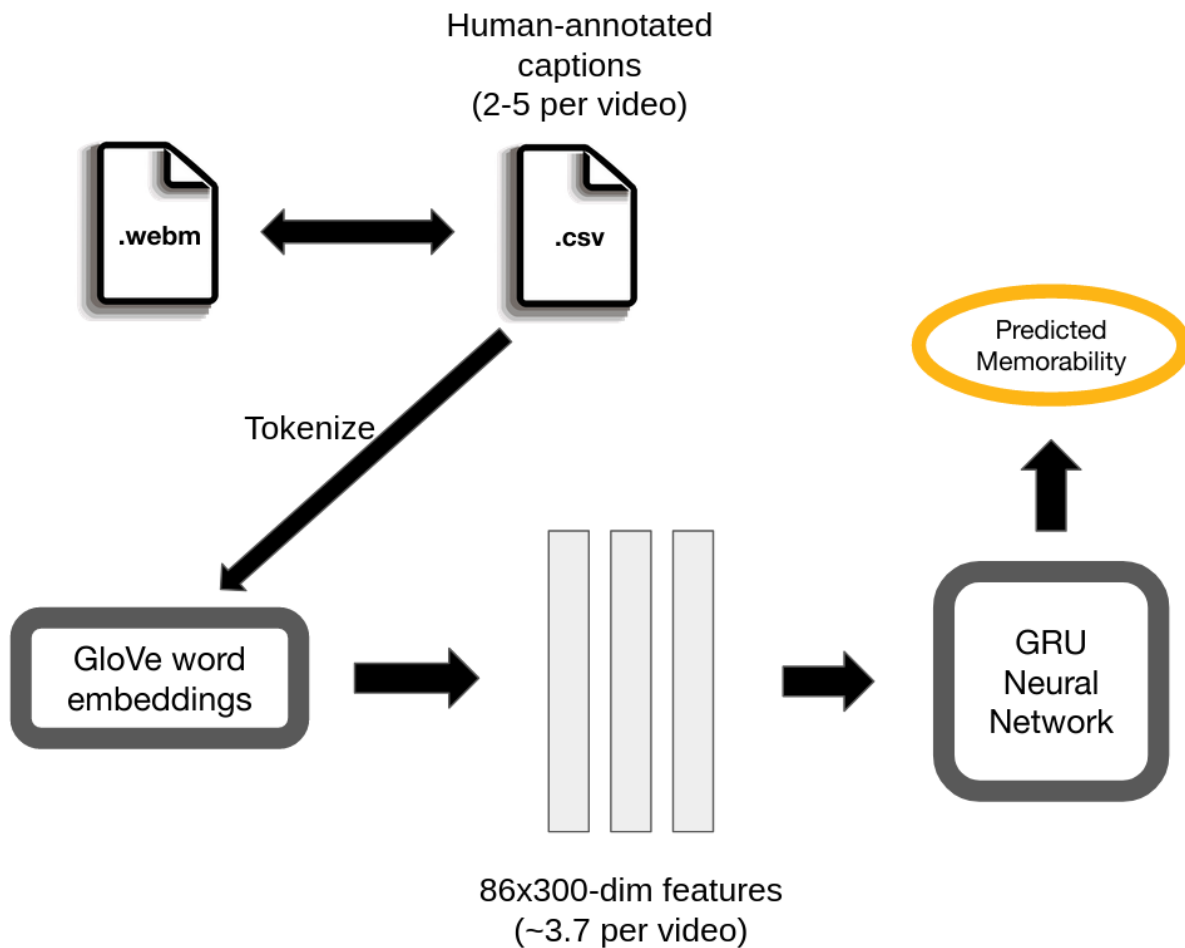 Human-annotated
captions
(2-5 per video)
.webm
.csv
Predicted
Memorability
Tokenize
GloVe word
embeddings
GRU
Neural
Network
86x300-dim features
(~3.7 per video)